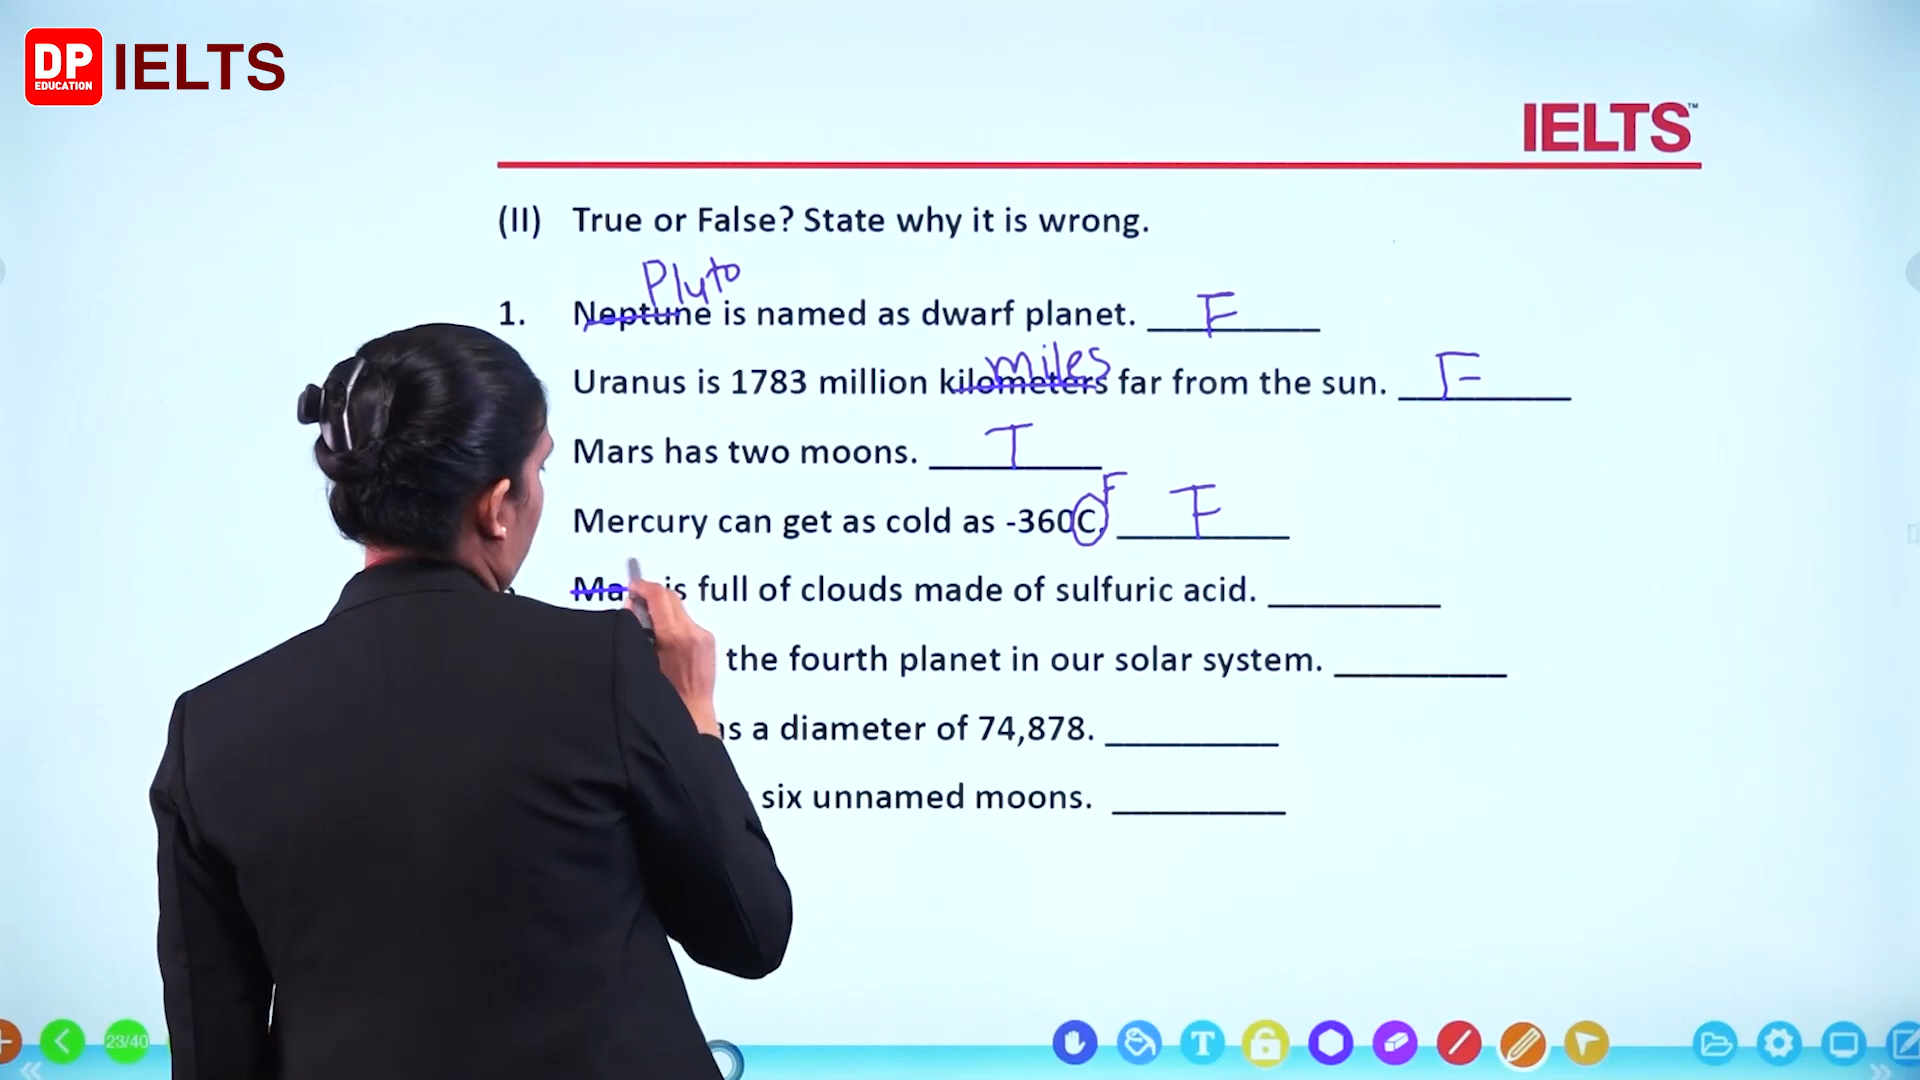 DP
EDUCATION
IELTS
IELTS™
(II) True or False? State why it is wrong.
Pluto
1. Neptune is named as dwarf planet. F
miles
Uranus is 1783 million kilometers far from the sun. F
Mars has two moons. T
F
Mercury can get as cold as -360C. F
is full of clouds made of sulfuric acid.
the fourth planet in our solar system.
a diameter of 74,878.
six unnamed moons.
23/40
T